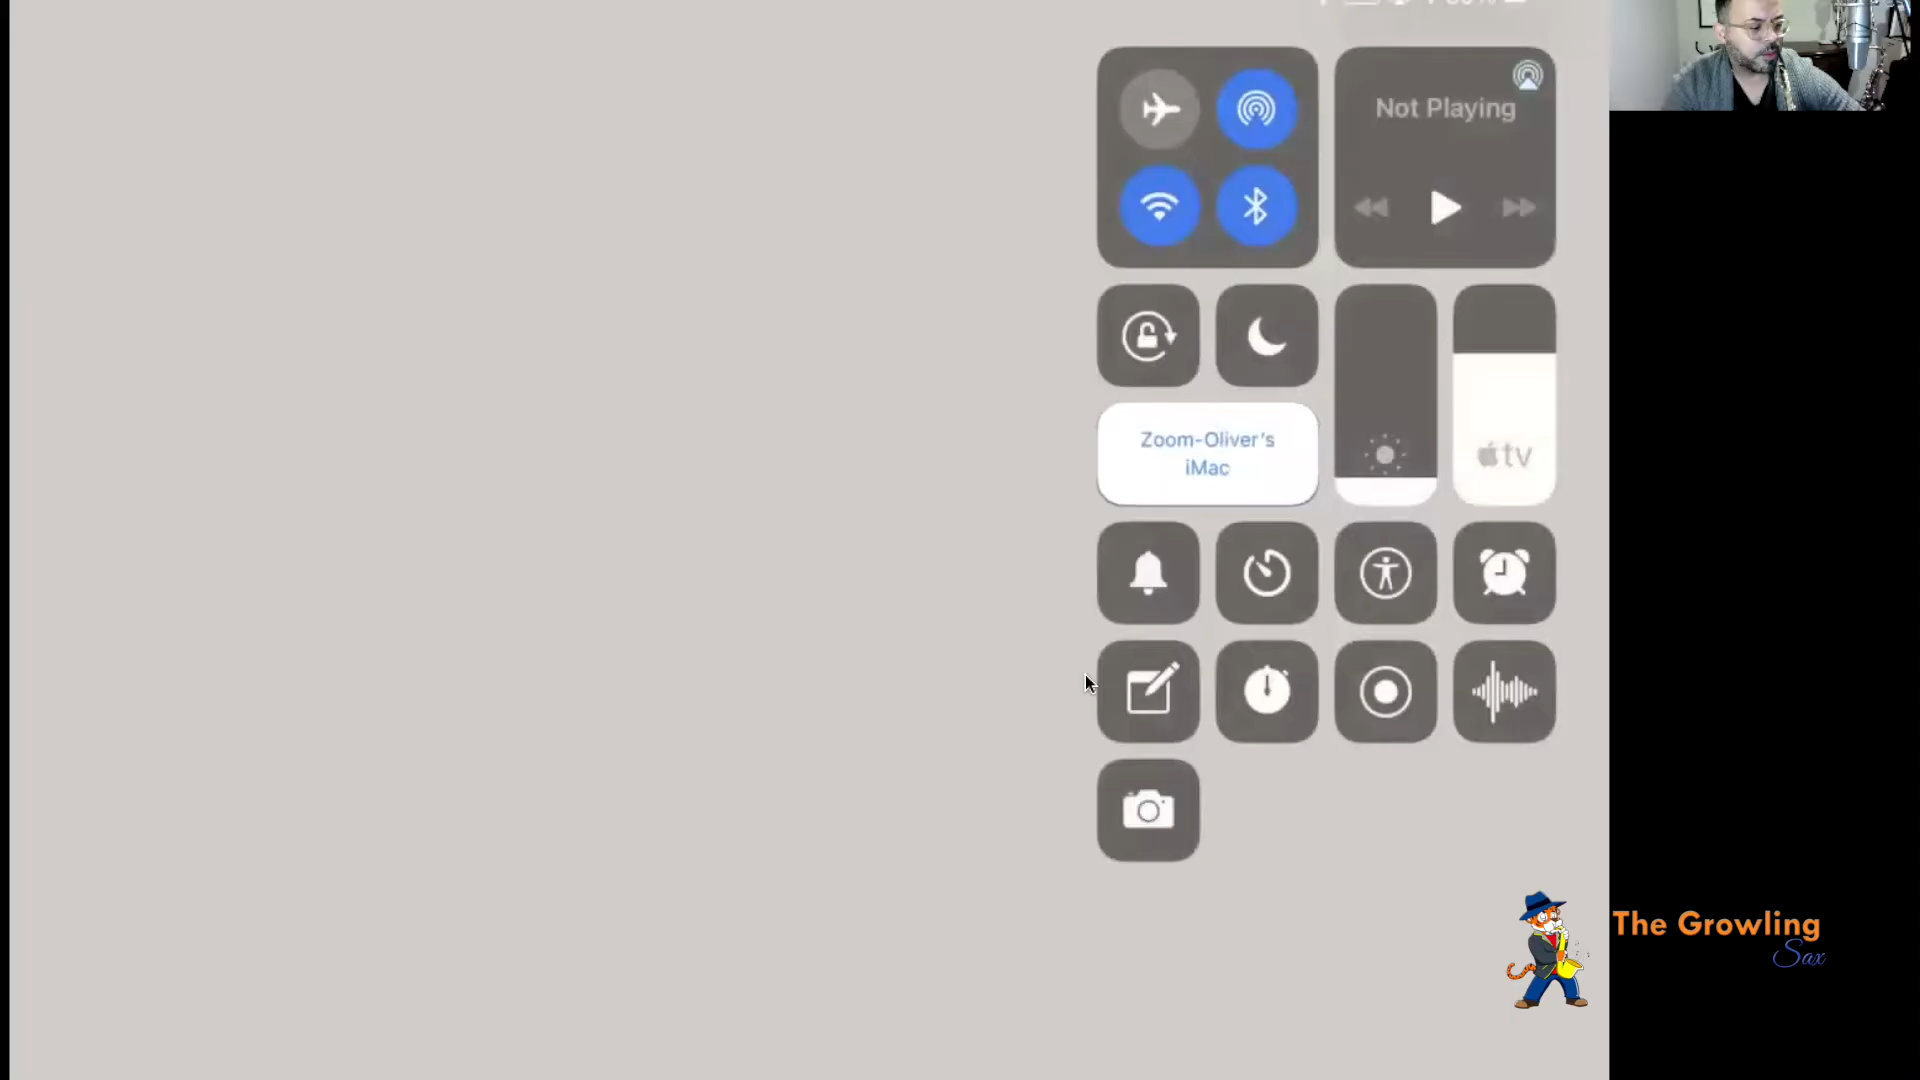 Not Playing
Zoom-Oliver's
iMac
tv
The Growling
Sax